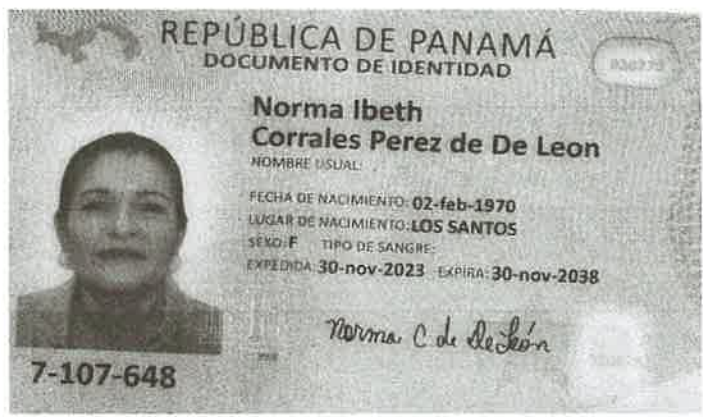 REPÚBLICA DE PANAMÁ
DOCUMENTO DE IDENTIDAD
Norma Ibeth
Corrales Perez de De Leon
NOMBRE USUAL:
FECHA DE NACIMIENTO: 02-feb-1970
LUGAR DE NACIMIENTO: LOS SANTOS
SEXO: F TIPO DE SANGRE:
EXPEDIDA: 30-nov-2023 EXPIRA: 30-nov-2038
Norma C de De León
7-107-648